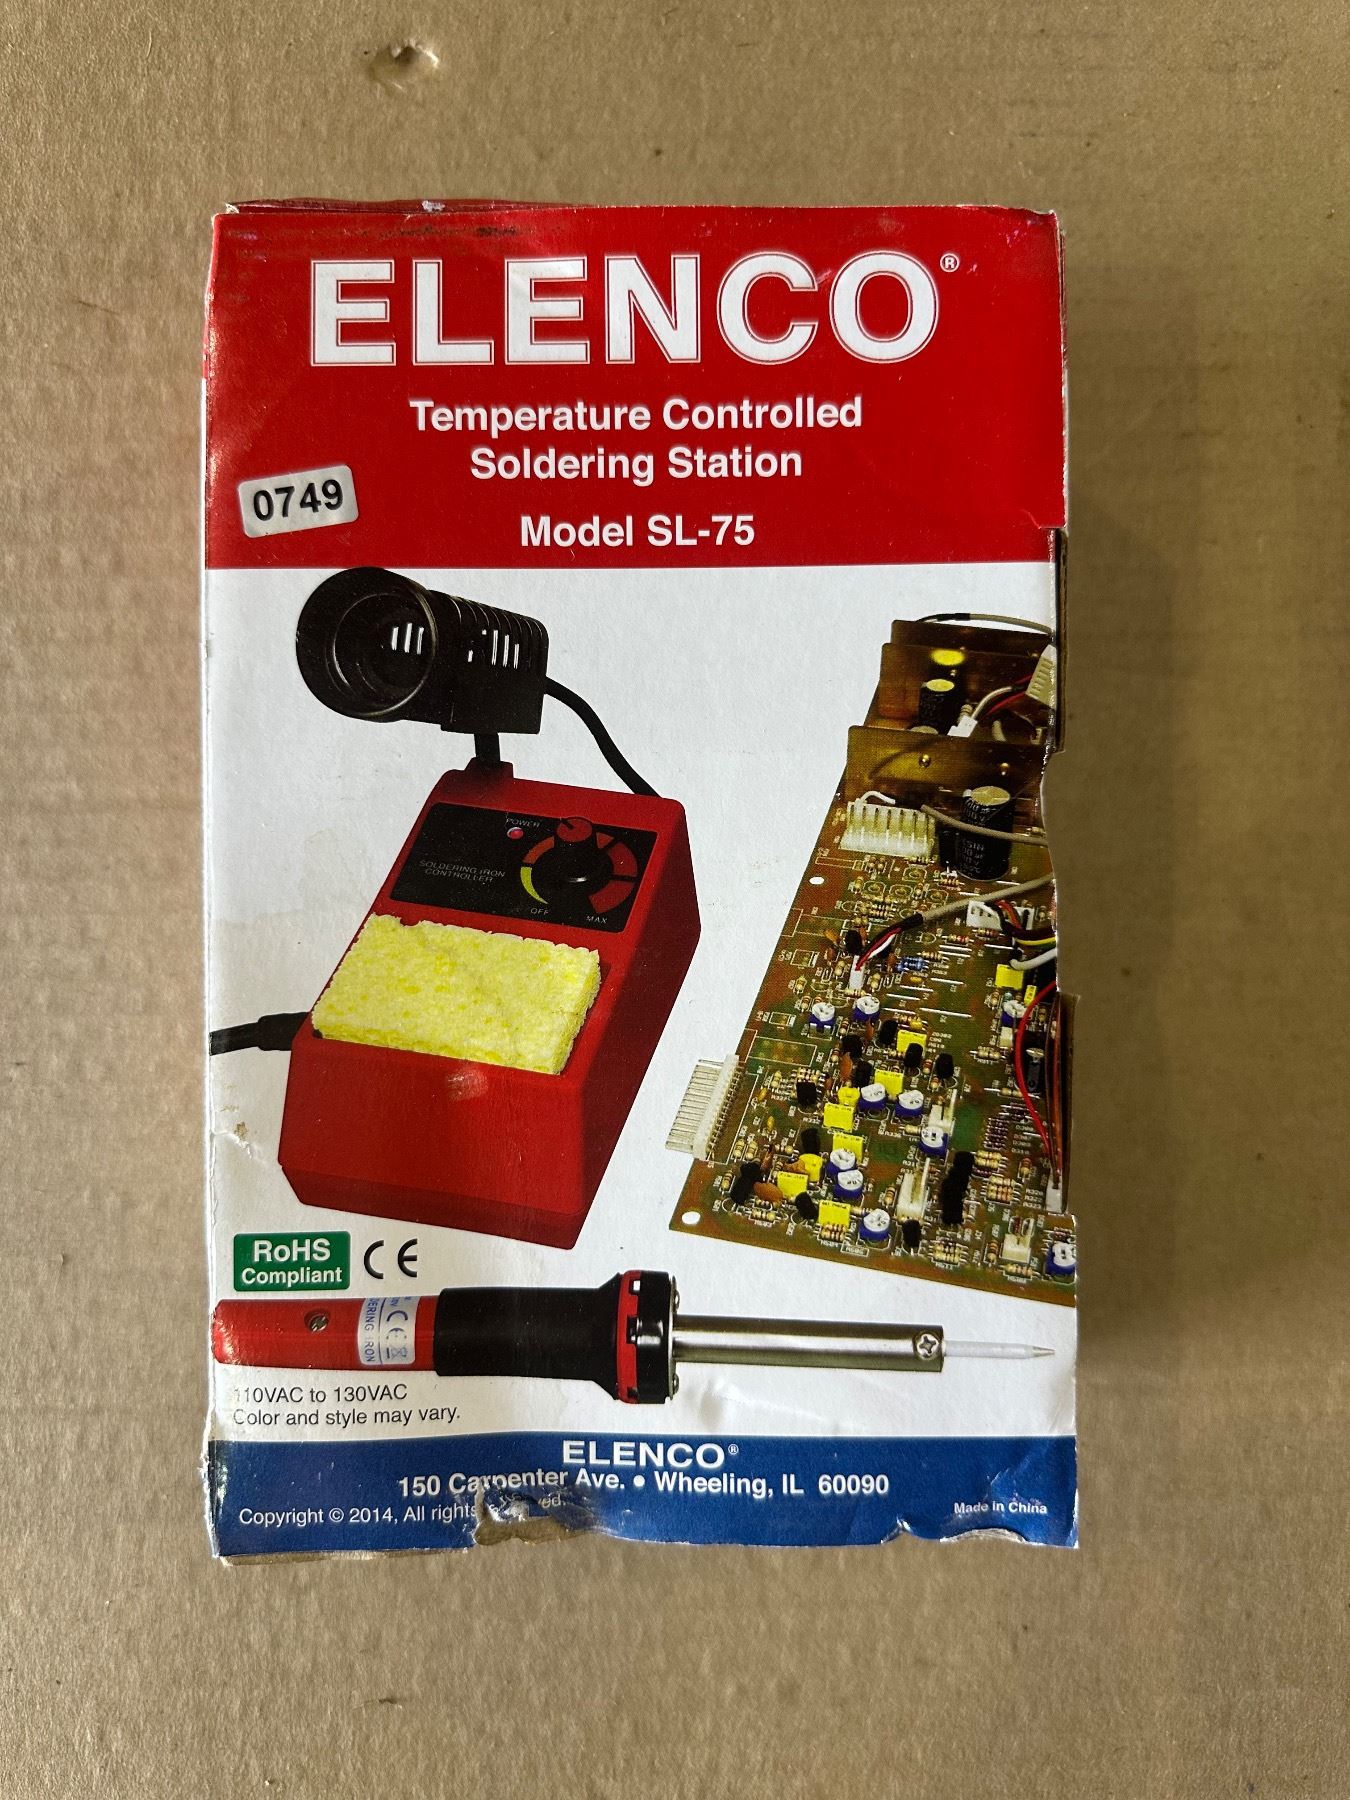 ELENCO®
Temperature Controlled
Soldering Station
0749
Model SL-75
POWER
SOLDERING IRON
CONTROLLER
OFF
MAX
RoHS
Compliant
CE
CE
IRON
110VAC to 130VAC
Color and style may vary.
ELENCO®
150 Carpenter Ave. • Wheeling, IL 60090
Copyright © 2014, All rights
Made in China